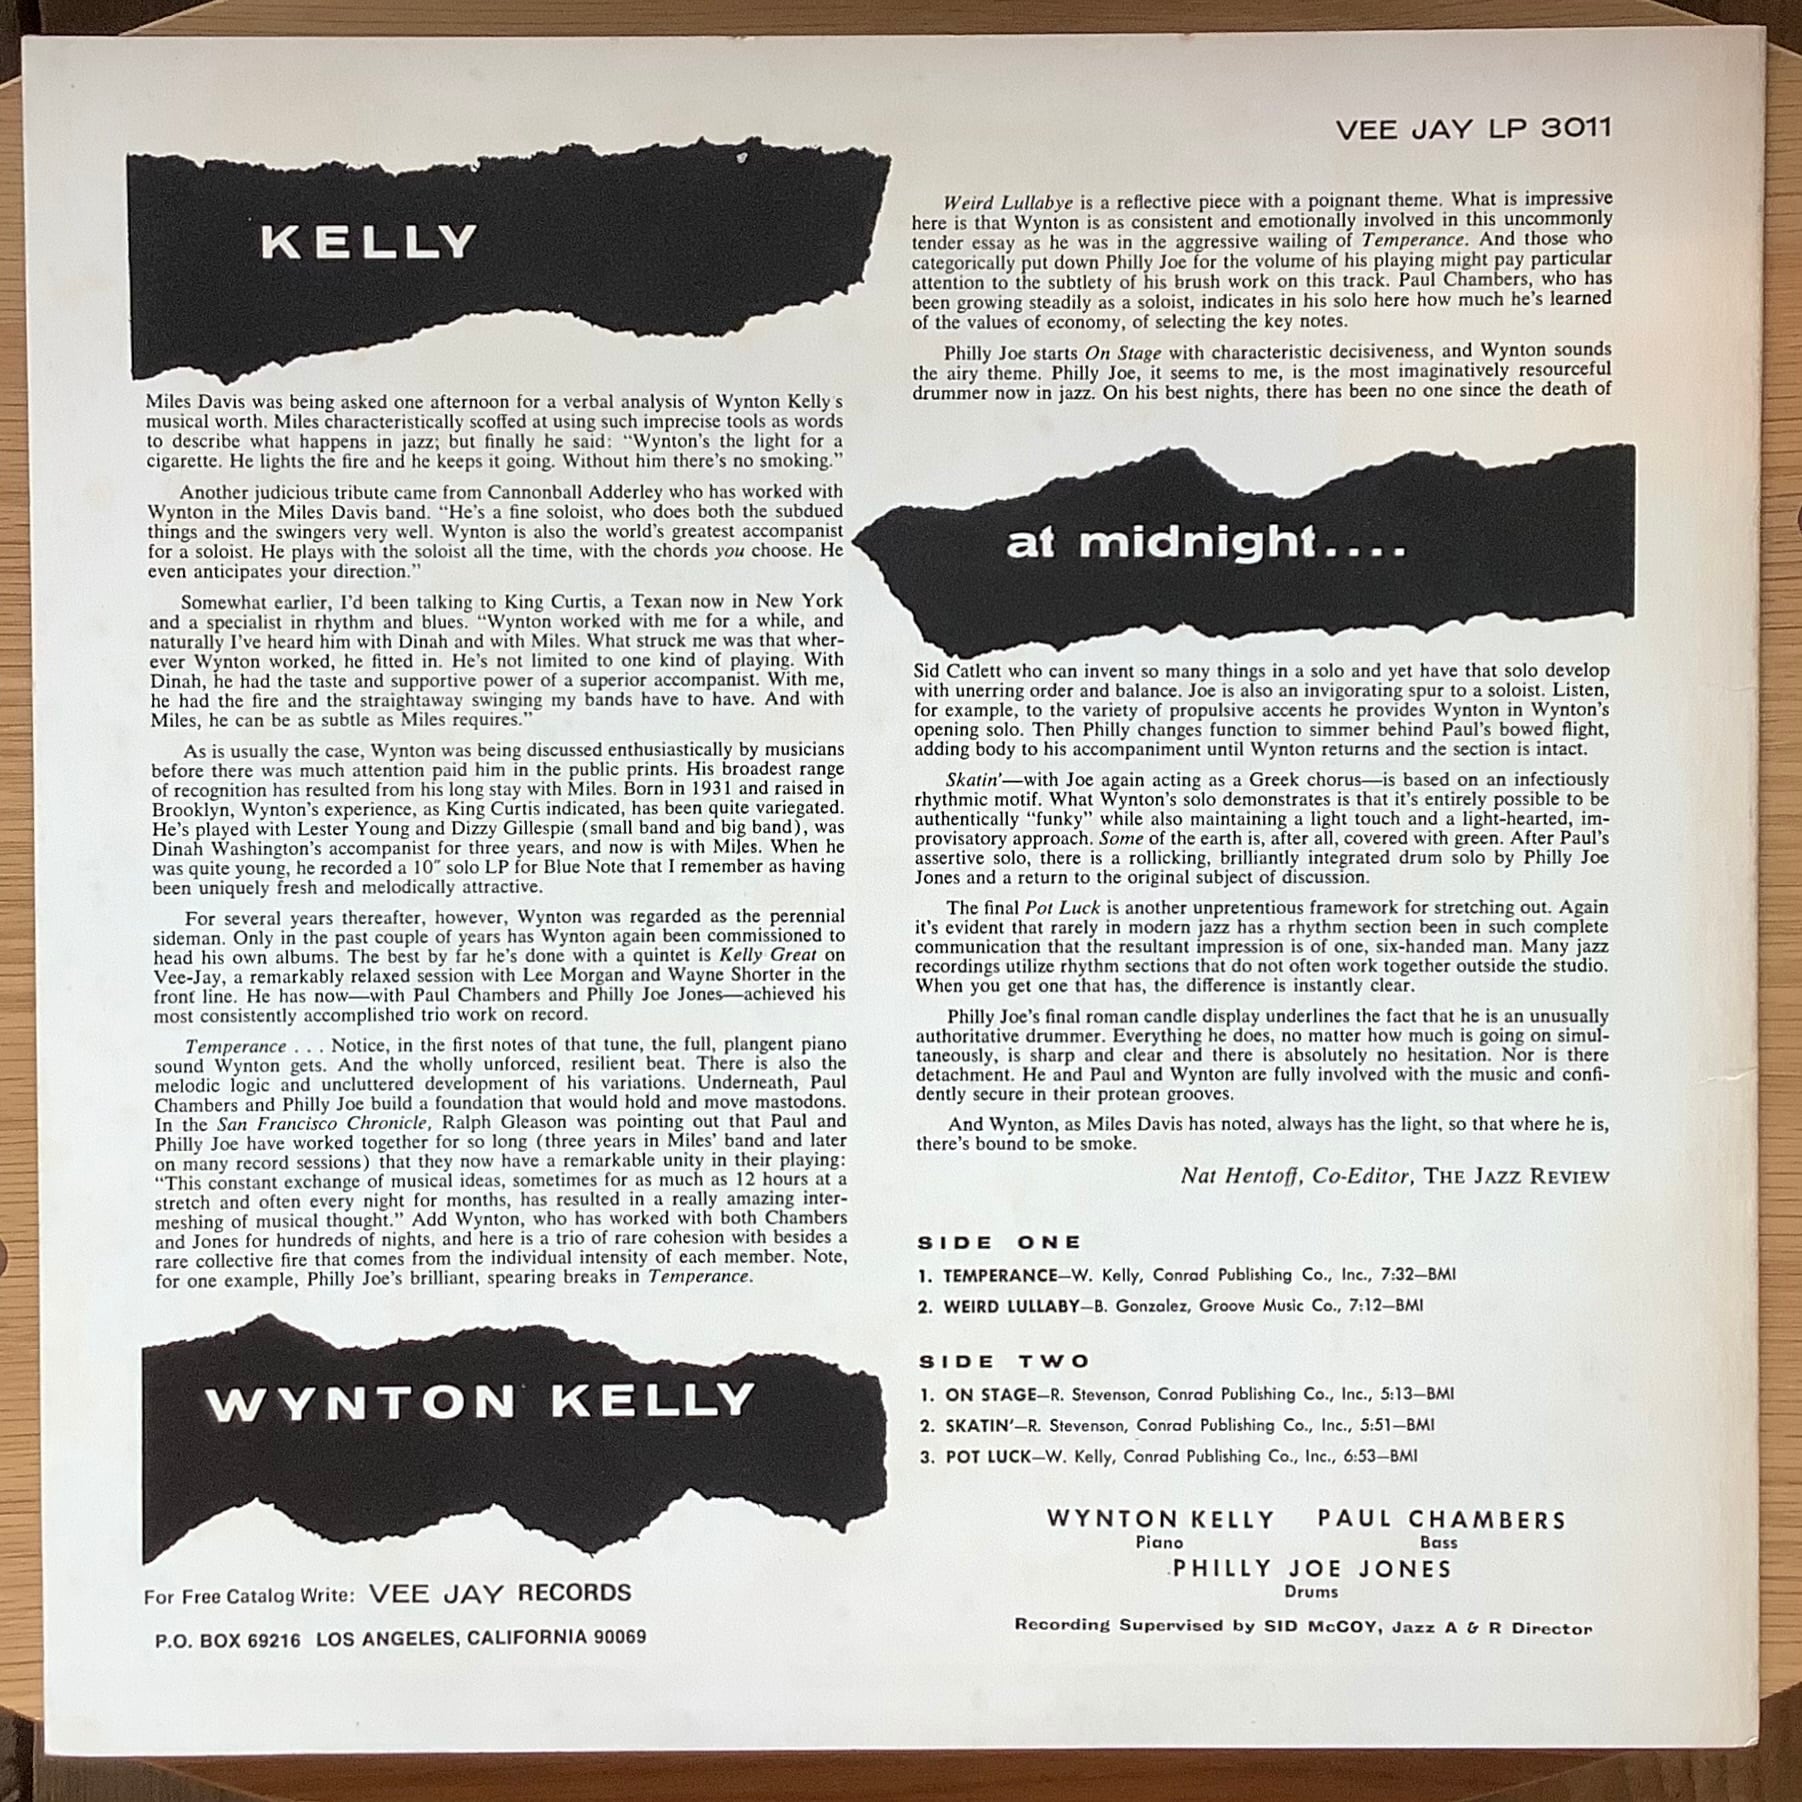 VEE JAY LP 3011
KELLY
Miles Davis was being asked one afternoon for a verbal analysis of Wynton Kelly's
musical worth. Miles characteristically scoffed at using such imprecise tools as words
to describe what happens in jazz; but finally he said: “Wynton's the light for a
cigarette. He lights the fire and he keeps it going. Without him there's no smoking.”
Another judicious tribute came from Cannonball Adderley who has worked with
Wynton in the Miles Davis band. “He's a fine soloist, who does both the subdued
things and the swingers very well. Wynton is also the world's greatest accompanist
for a soloist. He plays with the soloist all the time, with the chords you choose. He
even anticipates your direction.”
Somewhat earlier, I'd been talking to King Curtis, a Texan now in New York
and a specialist in rhythm and blues. “Wynton worked with me for a while, and
naturally I've heard him with Dinah and with Miles. What struck me was that wher-
ever Wynton worked, he fitted in. He's not limited to one kind of playing. With
Dinah, he had the taste and supportive power of a superior accompanist. With me,
he had the fire and the straightaway swinging my bands have to have. And with
Miles, he can be as subtle as Miles requires.”
As is usually the case, Wynton was being discussed enthusiastically by musicians
before there was much attention paid him in the public prints. His broadest range
of recognition has resulted from his long stay with Miles. Born in 1931 and raised in
Brooklyn, Wynton's experience, as King Curtis indicated, has been quite variegated.
He's played with Lester Young and Dizzy Gillespie (small band and big band), was
Dinah Washington's accompanist for three years, and now is with Miles. When he
was quite young, he recorded a 10″ solo LP for Blue Note that I remember as having
been uniquely fresh and melodically attractive.
For several years thereafter, however, Wynton was regarded as the perennial
sideman. Only in the past couple of years has Wynton again been commissioned to
head his own albums. The best by far he's done with a quintet is Kelly Great on
Vee-Jay, a remarkably relaxed session with Lee Morgan and Wayne Shorter in the
front line. He has now—with Paul Chambers and Philly Joe Jones—achieved his
most consistently accomplished trio work on record.
Temperance . . . Notice, in the first notes of that tune, the full, plangent piano
sound Wynton gets. And the wholly unforced, resilient beat. There is also the
melodic logic and uncluttered development of his variations. Underneath, Paul
Chambers and Philly Joe build a foundation that would hold and move mastodons.
In the San Francisco Chronicle, Ralph Gleason was pointing out that Paul and
Philly Joe have worked together for so long (three years in Miles' band and later
on many record sessions) that they now have a remarkable unity in their playing:
“This constant exchange of musical ideas, sometimes for as much as 12 hours at a
stretch and often every night for months, has resulted in a really amazing inter-
meshing of musical thought.” Add Wynton, who has worked with both Chambers
and Jones for hundreds of nights, and here is a trio of rare cohesion with besides a
rare collective fire that comes from the individual intensity of each member. Note,
for one example, Philly Joe's brilliant, spearing breaks in Temperance.
WYNTON KELLY
For Free Catalog Write: VEE JAY RECORDS
P.O. BOX 69216 LOS ANGELES, CALIFORNIA 90069
Weird Lullabye is a reflective piece with a poignant theme. What is impressive
here is that Wynton is as consistent and emotionally involved in this uncommonly
tender essay as he was in the aggressive wailing of Temperance. And those who
categorically put down Philly Joe for the volume of his playing might pay particular
attention to the subtlety of his brush work on this track. Paul Chambers, who has
been growing steadily as a soloist, indicates in his solo here how much he's learned
of the values of economy, of selecting the key notes.
Philly Joe starts On Stage with characteristic decisiveness, and Wynton sounds
the airy theme. Philly Joe, it seems to me, is the most imaginatively resourceful
drummer now in jazz. On his best nights, there has been no one since the death of
at midnight....
Sid Catlett who can invent so many things in a solo and yet have that solo develop
with unerring order and balance. Joe is also an invigorating spur to a soloist. Listen,
for example, to the variety of propulsive accents he provides Wynton in Wynton's
opening solo. Then Philly changes function to simmer behind Paul's bowed flight,
adding body to his accompaniment until Wynton returns and the section is intact.
Skatin'—with Joe again acting as a Greek chorus—is based on an infectiously
rhythmic motif. What Wynton's solo demonstrates is that it's entirely possible to be
authentically “funky” while also maintaining a light touch and a light-hearted, im-
provisatory approach. Some of the earth is, after all, covered with green. After Paul's
assertive solo, there is a rollicking, brilliantly integrated drum solo by Philly Joe
Jones and a return to the original subject of discussion.
The final Pot Luck is another unpretentious framework for stretching out. Again
it's evident that rarely in modern jazz has a rhythm section been in such complete
communication that the resultant impression is of one, six-handed man. Many jazz
recordings utilize rhythm sections that do not often work together outside the studio.
When you get one that has, the difference is instantly clear.
Philly Joe's final roman candle display underlines the fact that he is an unusually
authoritative drummer. Everything he does, no matter how much is going on simul-
taneously, is sharp and clear and there is absolutely no hesitation. Nor is there
detachment. He and Paul and Wynton are fully involved with the music and confi-
dently secure in their protean grooves.
And Wynton, as Miles Davis has noted, always has the light, so that where he is,
there's bound to be smoke.
Nat Hentoff, Co-Editor, THE JAZZ REVIEW
SIDE ONE
1. TEMPERANCE—W. Kelly, Conrad Publishing Co., Inc., 7:32—BMI
2. WEIRD LULLABY—B. Gonzalez, Groove Music Co., 7:12—BMI
SIDE TWO
1. ON STAGE—R. Stevenson, Conrad Publishing Co., Inc., 5:13—BMI
2. SKATIN'—R. Stevenson, Conrad Publishing Co., Inc., 5:51—BMI
3. POT LUCK—W. Kelly, Conrad Publishing Co., Inc., 6:53—BMI
WYNTON KELLY PAUL CHAMBERS
Piano Bass
PHILLY JOE JONES
Drums
Recording Supervised by SID McCOY, Jazz A & R Director